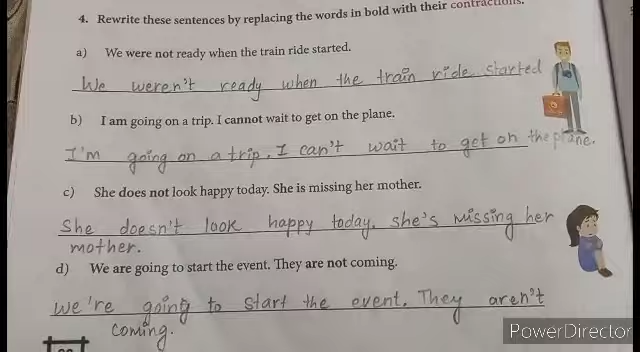 4. Rewrite these sentences by replacing the words in bold with their contractions.
a) We were not ready when the train ride started.
We weren't ready when the train ride started
b) I am going on a trip. I cannot wait to get on the plane.
I'm going on a trip. I can't wait to get on the plane.
c) She does not look happy today. She is missing her mother.
She doesn't look happy today. she's missing her
mother.
d) We are going to start the event. They are not coming.
we're going to start the event. They aren't
coming.
PowerDirector